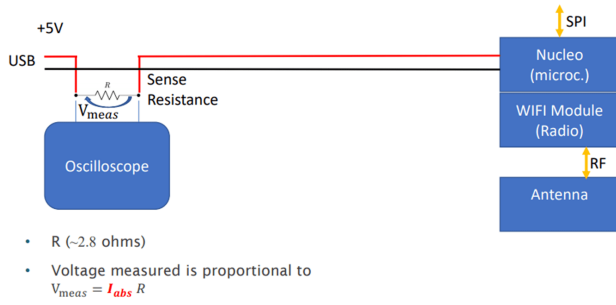 +5V
USB
R
Sense
Resistance
Vmeas
Oscilloscope
SPI
Nucleo
(microc.)
WIFI Module
(Radio)
RF
Antenna
• R (~2.8 ohms)
• Voltage measured is proportional to
Vmeas = Iabs R